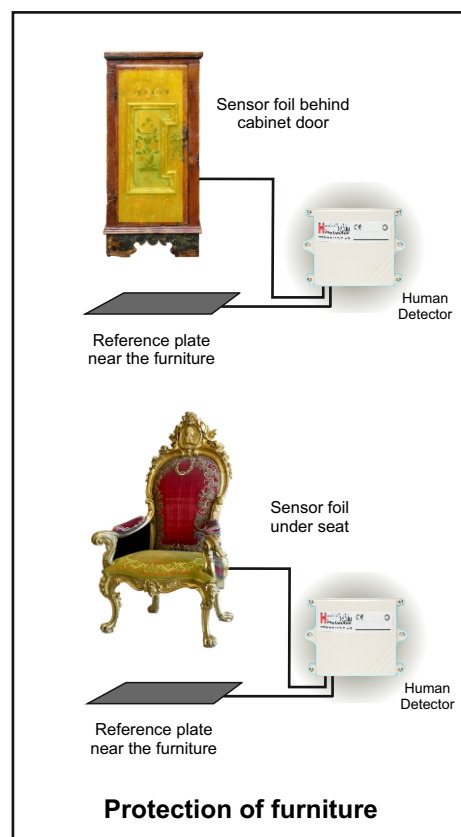 Sensor foil behind
cabinet door
Human
Detector
Reference plate
near the furniture
Sensor foil
under seat
Human
Detector
Reference plate
near the furniture
Protection of furniture